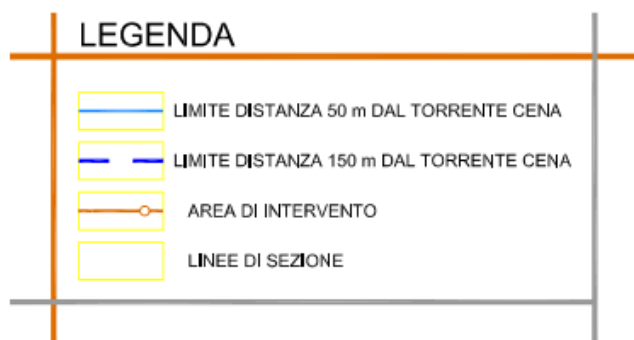 LEGENDA
LIMITE DISTANZA 50 m DAL TORRENTE CENA
LIMITE DISTANZA 150 m DAL TORRENTE CENA
AREA DI INTERVENTO
LINEE DI SEZIONE